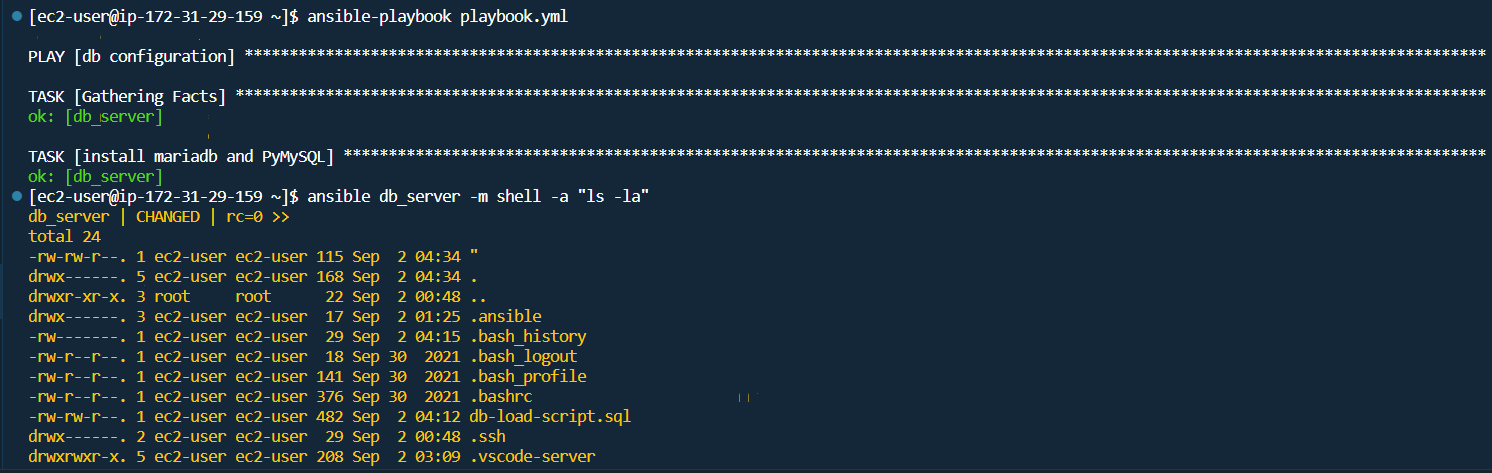 [ec2-user@ip-172-31-29-159 ~]$ ansible-playbook playbook.yml
PLAY [db configuration] ******************************************************************************************************************************************
TASK [Gathering Facts] *******************************************************************************************************************************************
ok: [db_server]
TASK [install mariadb and PyMySQL] *******************************************************************************************************************************
ok: [db_server]
[ec2-user@ip-172-31-29-159 ~]$ ansible db_server -m shell -a "ls -la"
db_server | CHANGED | rc=0 >>
total 24
-rw-rw-r--. 1 ec2-user ec2-user 115 Sep  2 04:34 "
drwx------. 5 ec2-user ec2-user 168 Sep  2 04:34 .
drwxr-xr-x. 3 root     root      22 Sep  2 00:48 ..
drwx------. 3 ec2-user ec2-user  17 Sep  2 01:25 .ansible
-rw-------. 1 ec2-user ec2-user  29 Sep  2 04:15 .bash_history
-rw-r--r--. 1 ec2-user ec2-user  18 Sep 30  2021 .bash_logout
-rw-r--r--. 1 ec2-user ec2-user 141 Sep 30  2021 .bash_profile
-rw-r--r--. 1 ec2-user ec2-user 376 Sep 30  2021 .bashrc
-rw-rw-r--. 1 ec2-user ec2-user 482 Sep  2 04:12 db-load-script.sql
drwx------. 2 ec2-user ec2-user  29 Sep  2 00:48 .ssh
drwxrwxr-x. 5 ec2-user ec2-user 208 Sep  2 03:09 .vscode-server